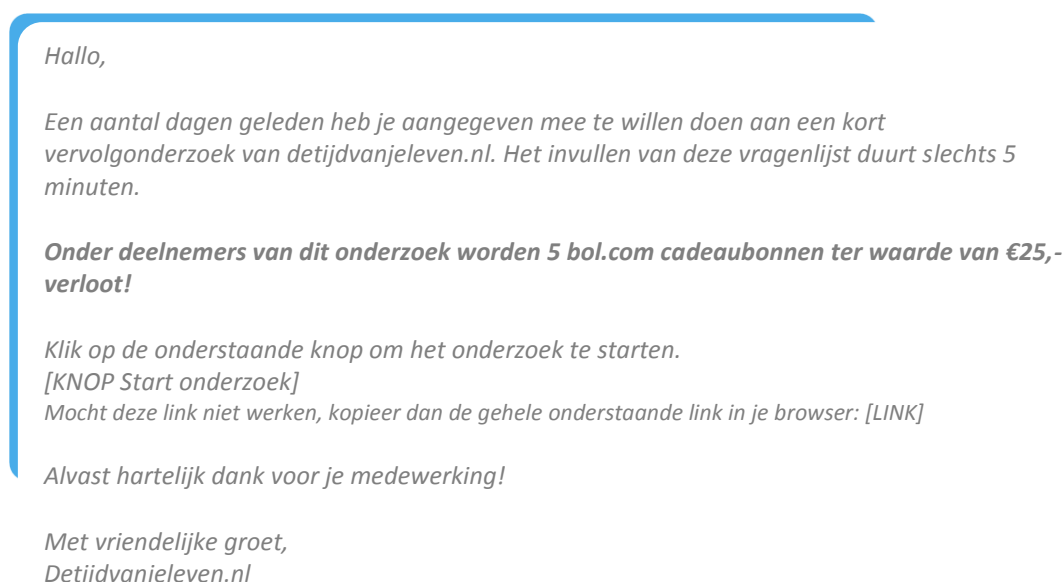 Hallo,
Een aantal dagen geleden heb je aangegeven mee te willen doen aan een kort
vervolgonderzoek van detijdvanjeleven.nl. Het invullen van deze vragenlijst duurt slechts 5
minuten.
Onder deelnemers van dit onderzoek worden 5 bol.com cadeaubonnen ter waarde van €25,-
verloot!
Klik op de onderstaande knop om het onderzoek te starten.
[KNOP Start onderzoek]
Mocht deze link niet werken, kopieer dan de gehele onderstaande link in je browser: [LINK]
Alvast hartelijk dank voor je medewerking!
Met vriendelijke groet,
Detijdvanjeleven.nl